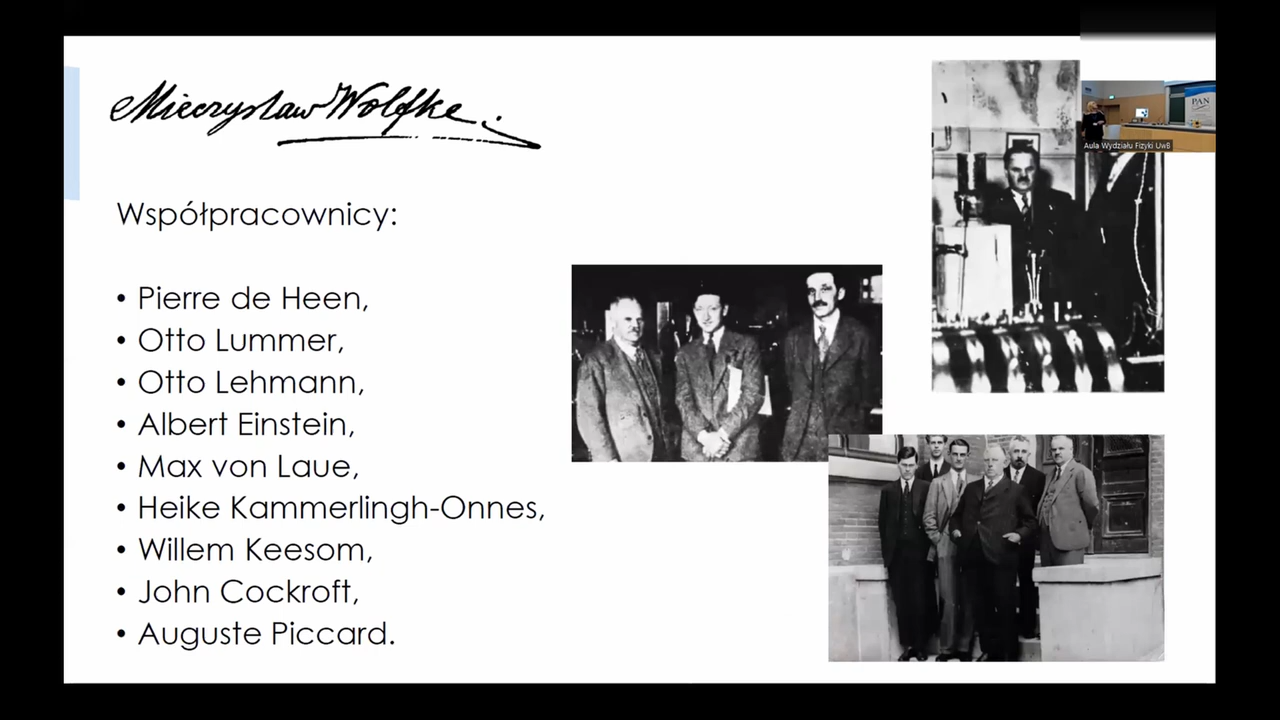 Mieczysław Wolfke.
Współpracownicy:
• Pierre de Heen,
• Otto Lummer,
• Otto Lehmann,
• Albert Einstein,
• Max von Laue,
• Heike Kammerlingh-Onnes,
• Willem Keesom,
• John Cockroft,
• Auguste Piccard.
PAN
Aula Wydziału Fizyki UwB